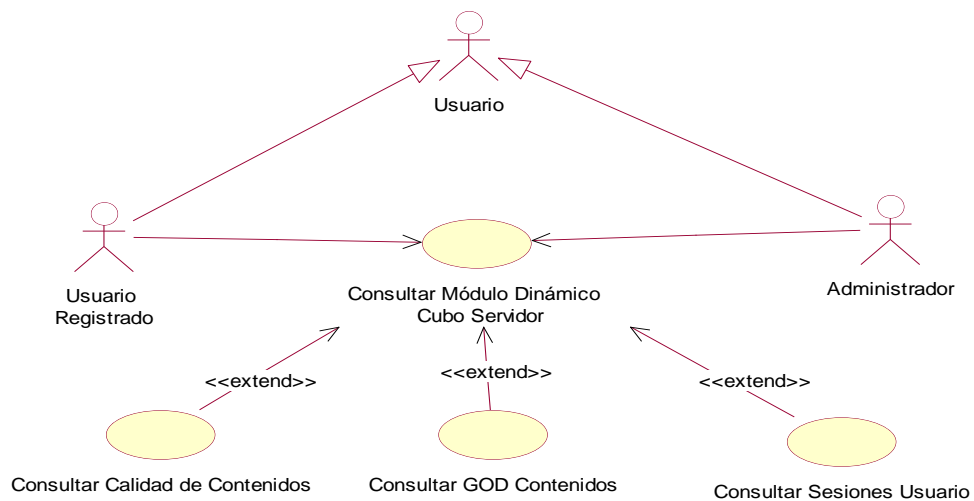 Usuario
Usuario
Registrado
Consultar Módulo Dinámico
Cubo Servidor
Administrador
<<extend>>
<<extend>>
<<extend>>
Consultar Calidad de Contenidos
Consultar GOD Contenidos
Consultar Sesiones Usuario